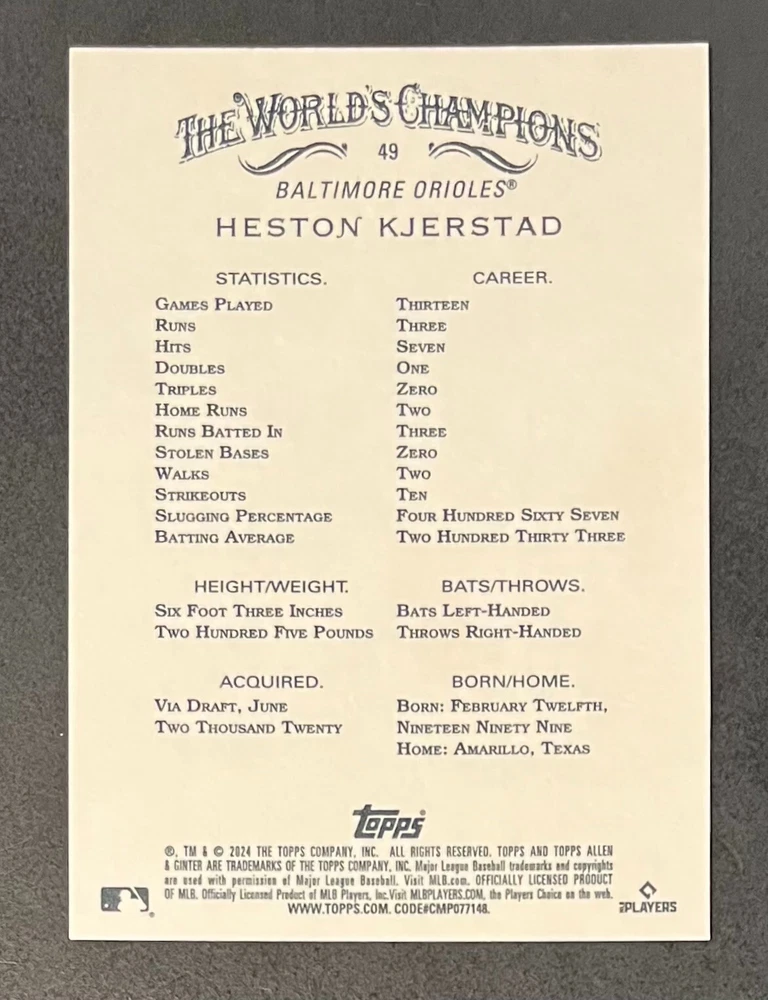 THE WORLD'S CHAMPIONS
49
BALTIMORE ORIOLES®
HESTON KJERSTAD
STATISTICS. CAREER.
GAMES PLAYED THIRTEEN
RUNS THREE
HITS SEVEN
DOUBLES ONE
TRIPLES ZERO
HOME RUNS TWO
RUNS BATTED IN THREE
STOLEN BASES ZERO
WALKS TWO
STRIKEOUTS TEN
SLUGGING PERCENTAGE FOUR HUNDRED SIXTY SEVEN
BATTING AVERAGE TWO HUNDRED THIRTY THREE
HEIGHT/WEIGHT. BATS/THROWS.
SIX FOOT THREE INCHES BATS LEFT-HANDED
TWO HUNDRED FIVE POUNDS THROWS RIGHT-HANDED
ACQUIRED. BORN/HOME.
VIA DRAFT, JUNE BORN: FEBRUARY TWELFTH,
TWO THOUSAND TWENTY NINETEEN NINETY NINE
HOME: AMARILLO, TEXAS
topps®
®, TM & © 2024 THE TOPPS COMPANY, INC. ALL RIGHTS RESERVED. TOPPS AND TOPPS ALLEN
& GINTER ARE TRADEMARKS OF THE TOPPS COMPANY, INC. Major League Baseball trademarks and copyrights
are used with permission of Major League Baseball. Visit MLB.com. OFFICIALLY LICENSED PRODUCT
OF MLB. Officially Licensed Product of MLB Players, Inc. Visit MLBPLAYERS.COM, the Players Choice on the web.
WWW.TOPPS.COM. CODE#CMP077148.
PLAYERS